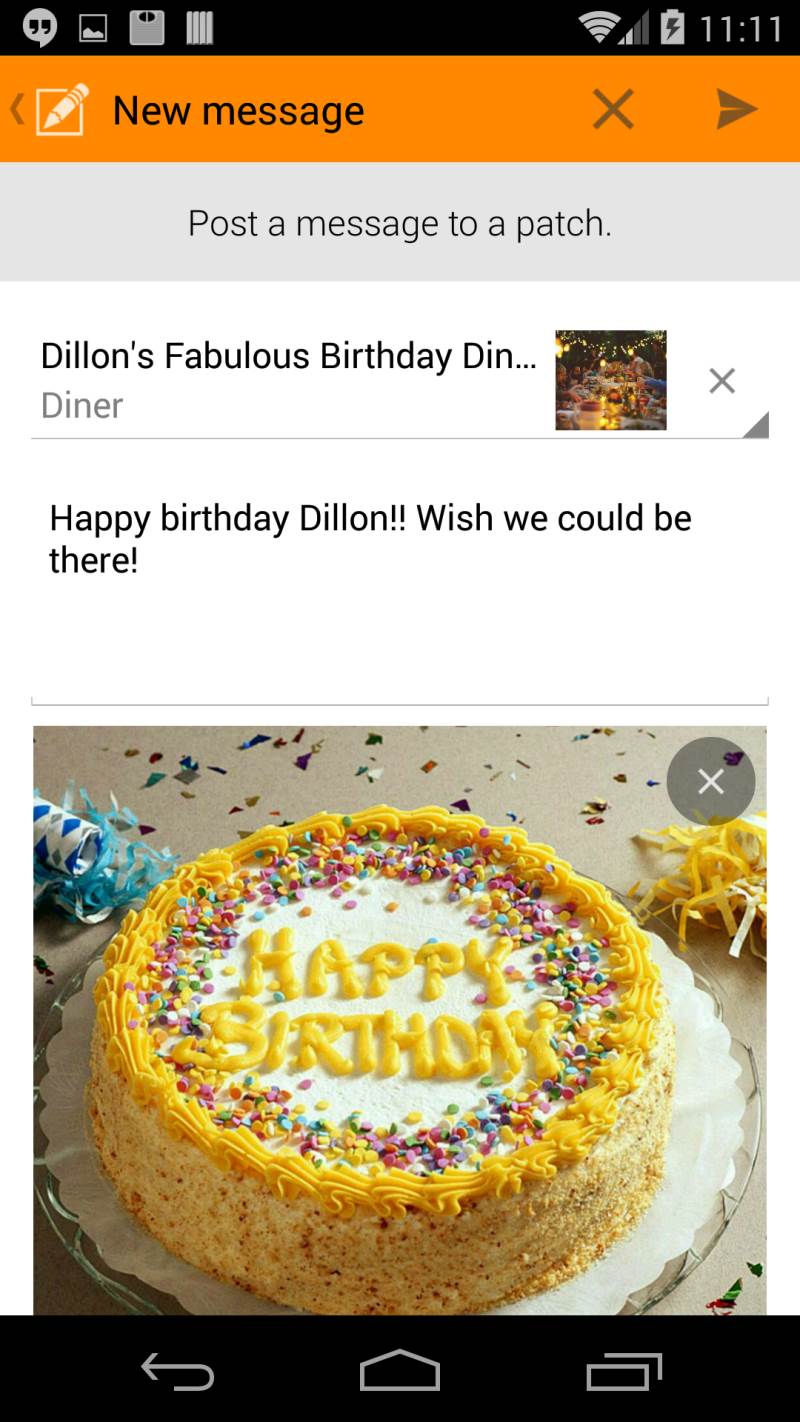 11:11
New message
Post a message to a patch.
Dillon's Fabulous Birthday Din...
Diner
Happy birthday Dillon!! Wish we could be
there!
HAPPY
BIRTHDAY